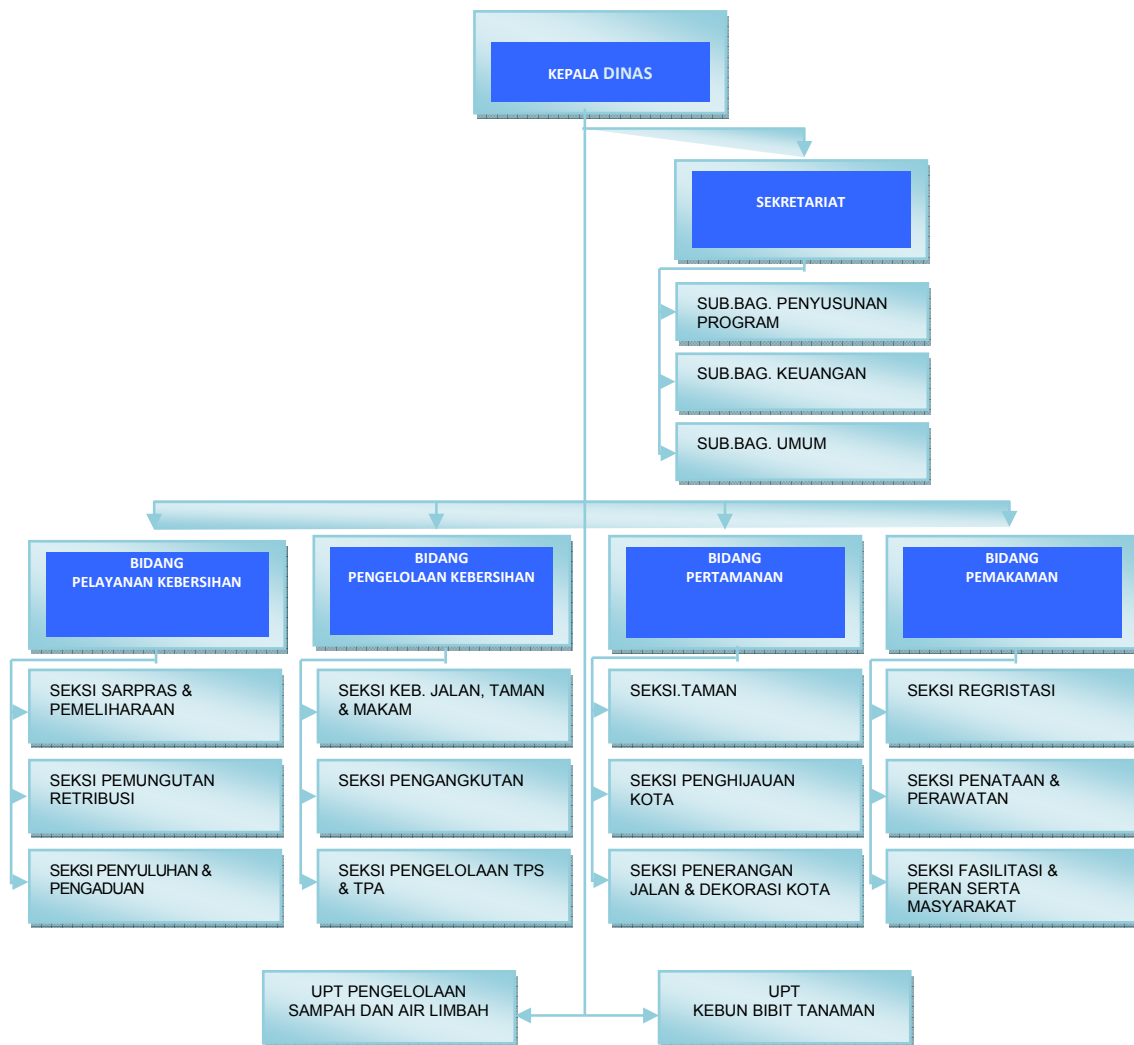 KEPALA DINAS
SEKRETARIAT
SUB.BAG. PENYUSUNAN
PROGRAM
SUB.BAG. KEUANGAN
SUB.BAG. UMUM
BIDANG
PELAYANAN KEBERSIHAN
BIDANG
PENGELOLAAN KEBERSIHAN
BIDANG
PERTAMANAN
BIDANG
PEMAKAMAN
SEKSI SARPRAS &
PEMELIHARAAN
SEKSI KEB. JALAN, TAMAN
& MAKAM
SEKSI.TAMAN
SEKSI REGRISTASI
SEKSI PEMUNGUTAN
RETRIBUSI
SEKSI PENGANGKUTAN
SEKSI PENGHIJAUAN
KOTA
SEKSI PENATAAN &
PERAWATAN
SEKSI PENYULUHAN &
PENGADUAN
SEKSI PENGELOLAAN TPS
& TPA
SEKSI PENERANGAN
JALAN & DEKORASI KOTA
SEKSI FASILITASI &
PERAN SERTA
MASYARAKAT
UPT PENGELOLAAN
SAMPAH DAN AIR LIMBAH
UPT
KEBUN BIBIT TANAMAN